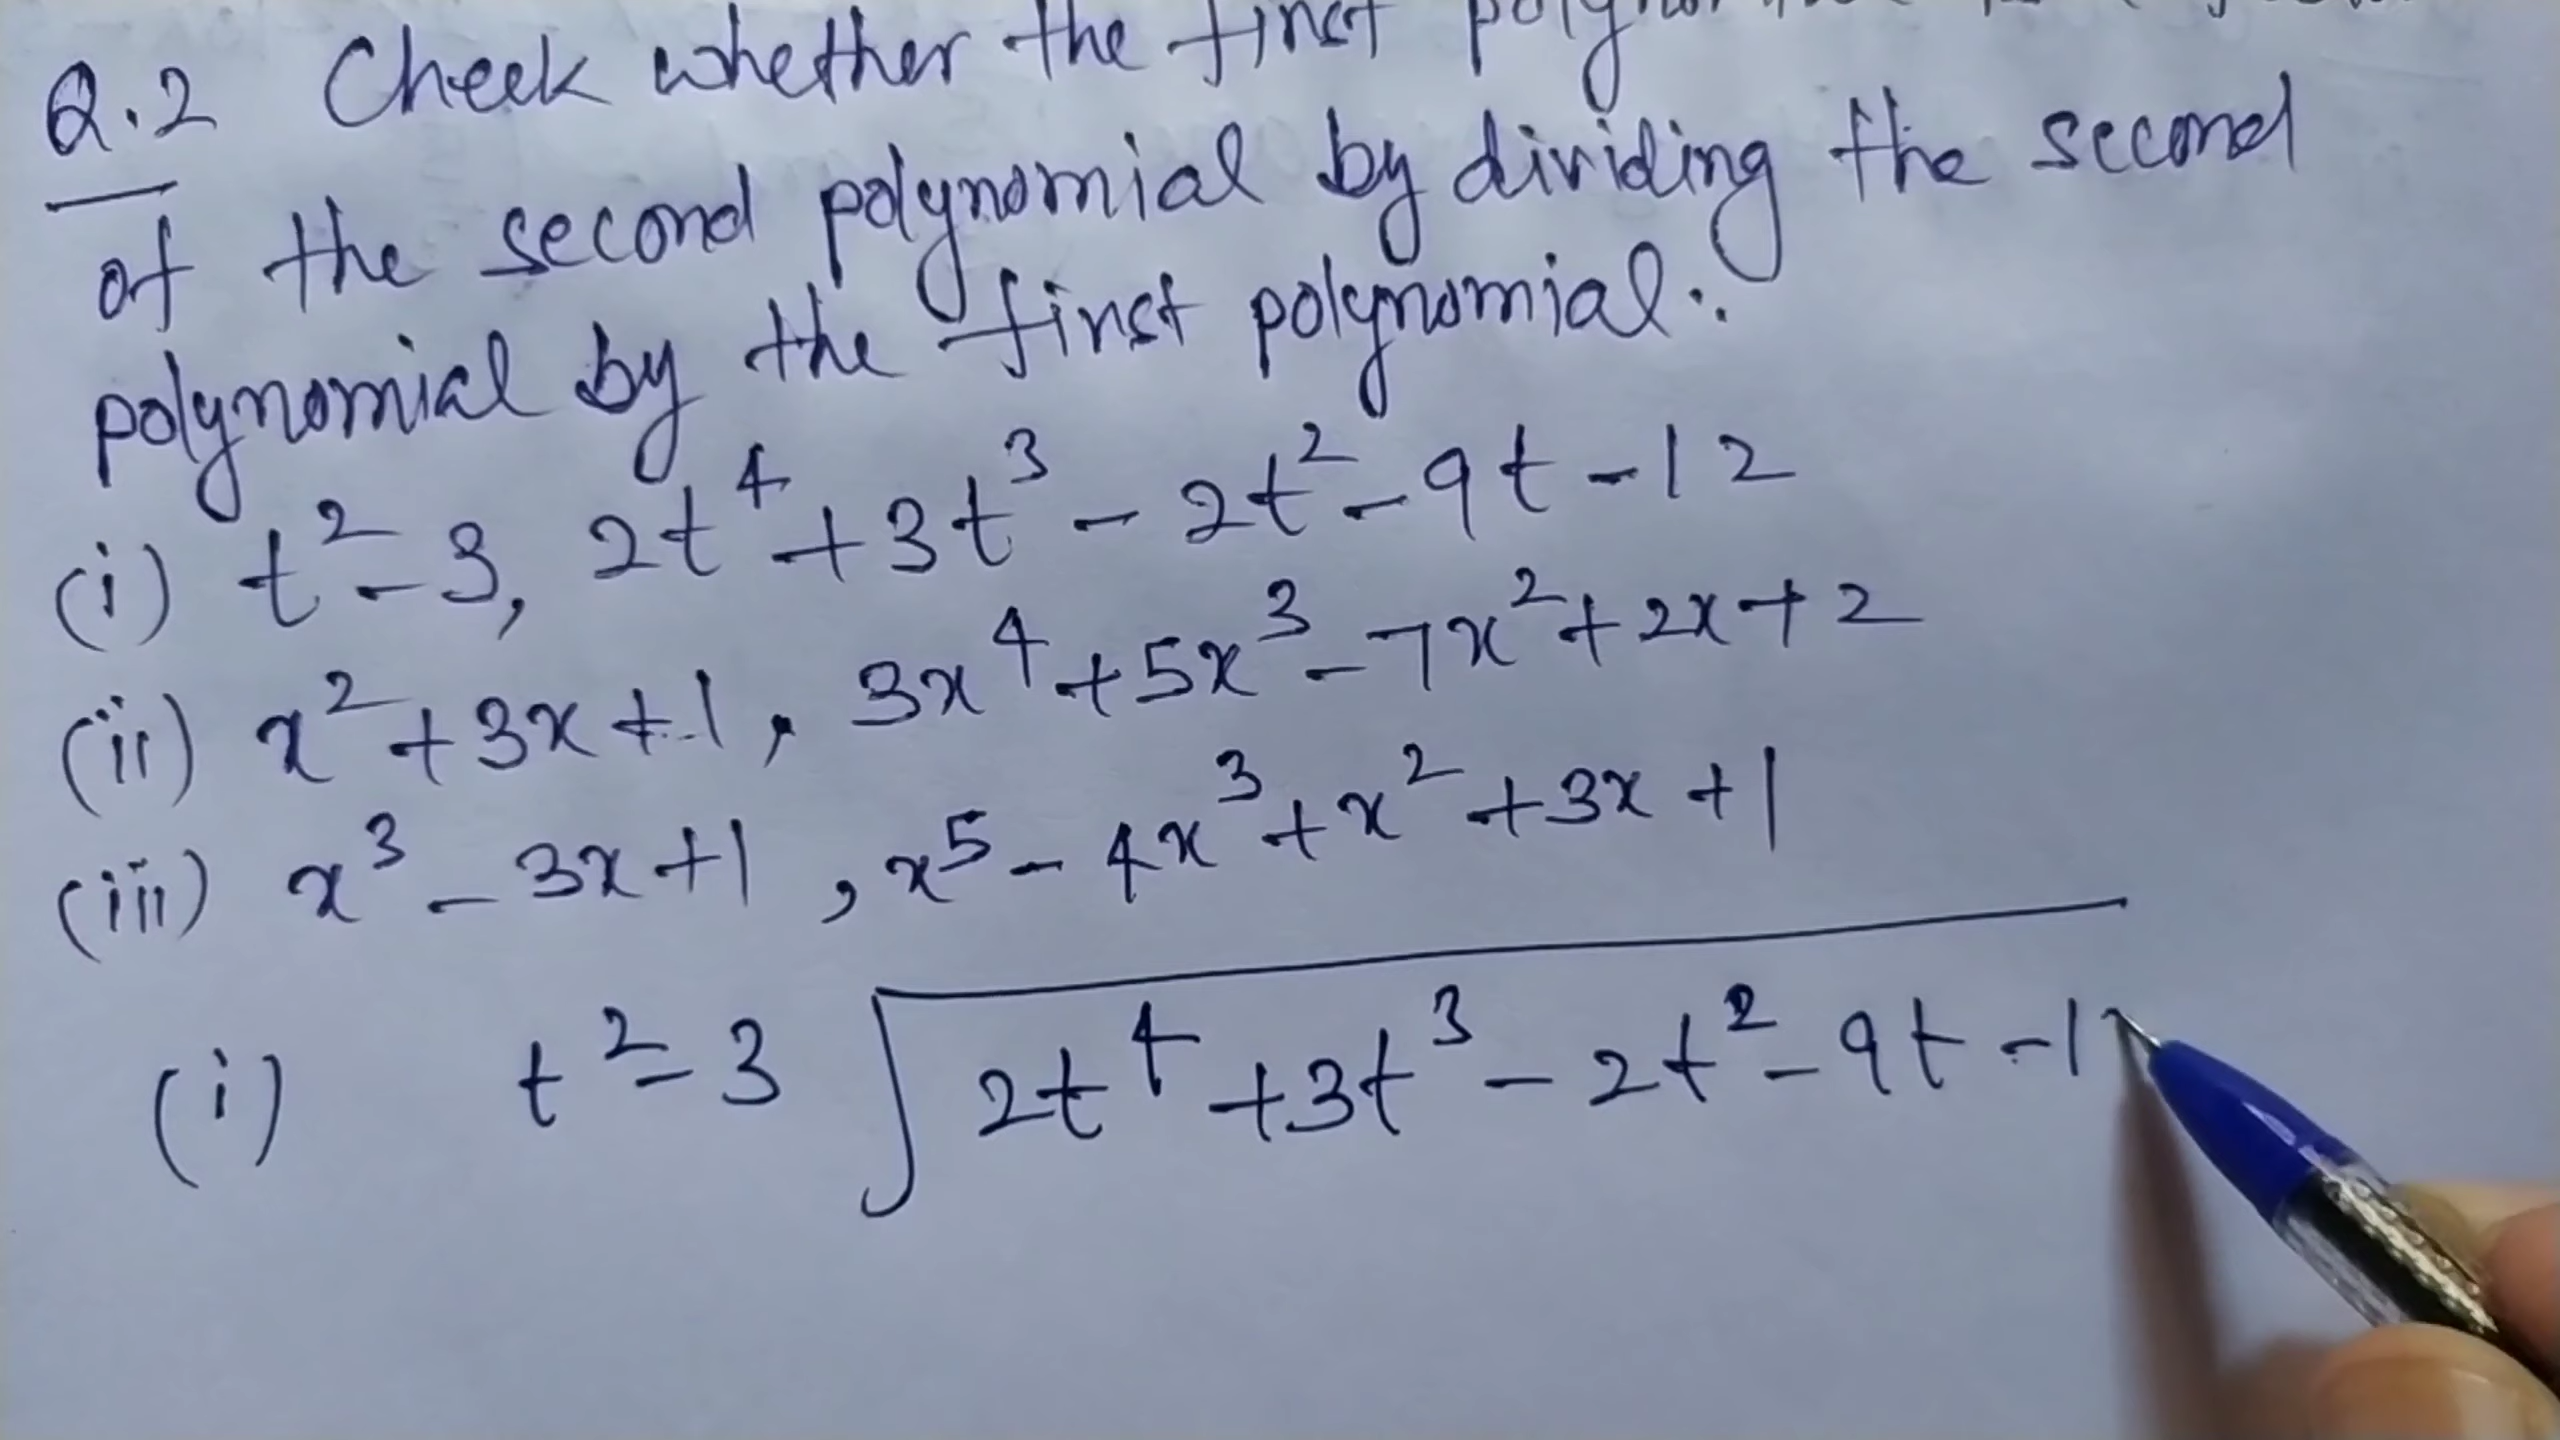 Q.2 Check whether the first
of the second polynomial by dividing the second
polynomial by the first polynomial:
(i) t² - 3, 2t⁴ + 3t³ - 2t² - 9t - 12
(ii) x² + 3x + 1, 3x⁴ + 5x³ - 7x² + 2x + 2
(iii) x³ - 3x + 1, x⁵ - 4x³ + x² + 3x + 1
(i) t² - 3 2t⁴ + 3t³ - 2t² - 9t - 12